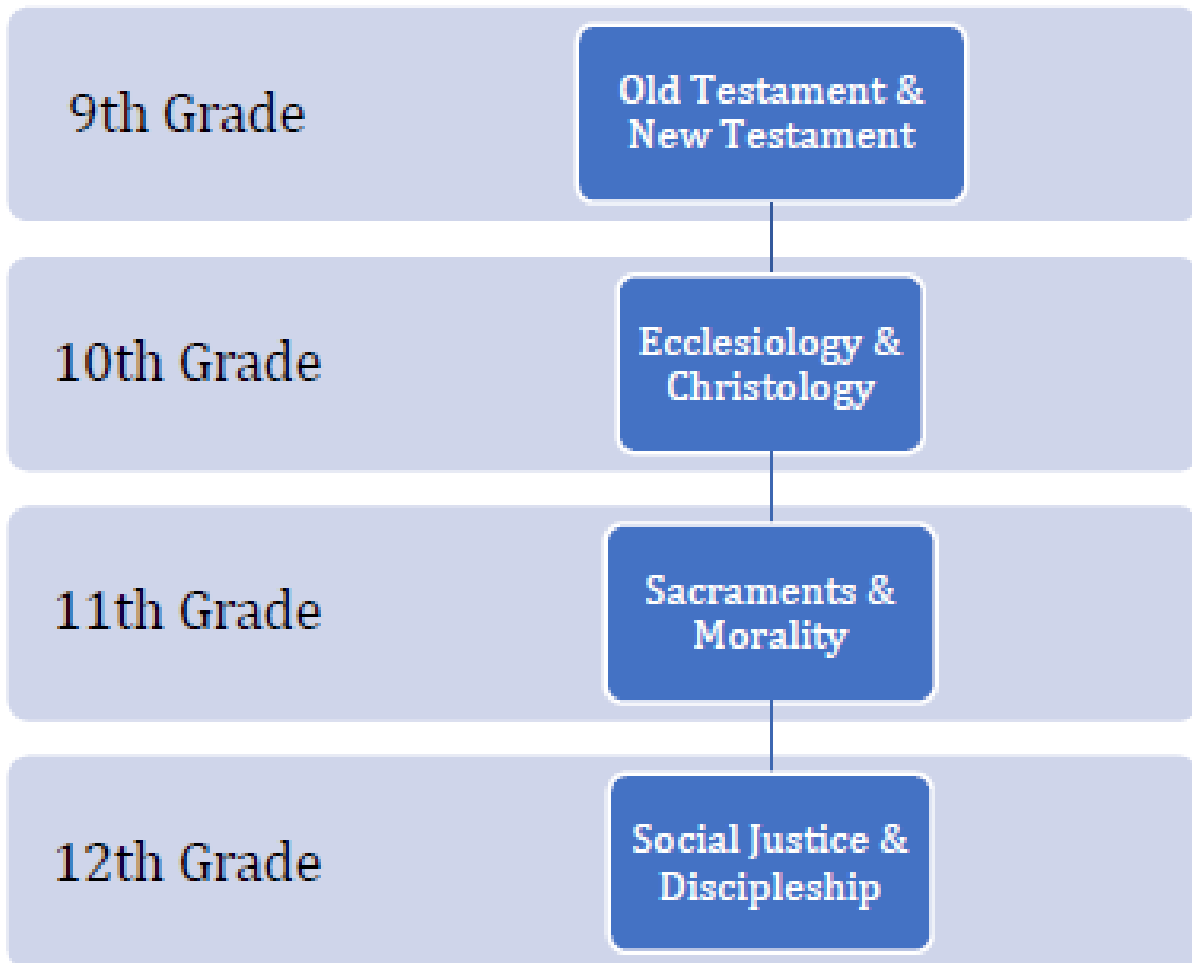 9th Grade
Old Testament &
New Testament
10th Grade
Ecclesiology &
Christology
11th Grade
Sacraments &
Morality
12th Grade
Social Justice &
Discipleship